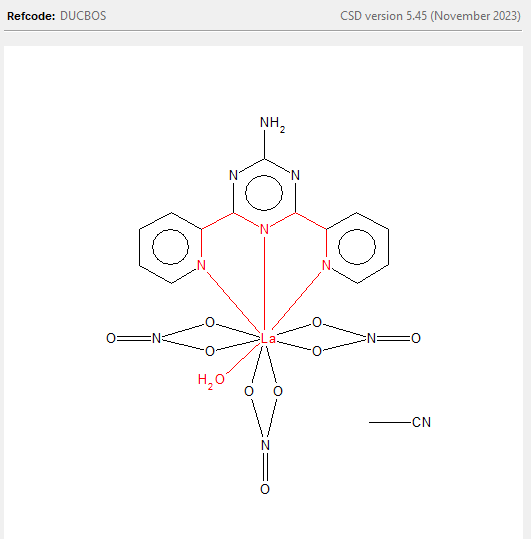 Refcode: DUCBOS CSD version 5.45 (November 2023)
NH2
N N
N
N N
O O
O N N O
La
O O
H2O
O O
N CN
O